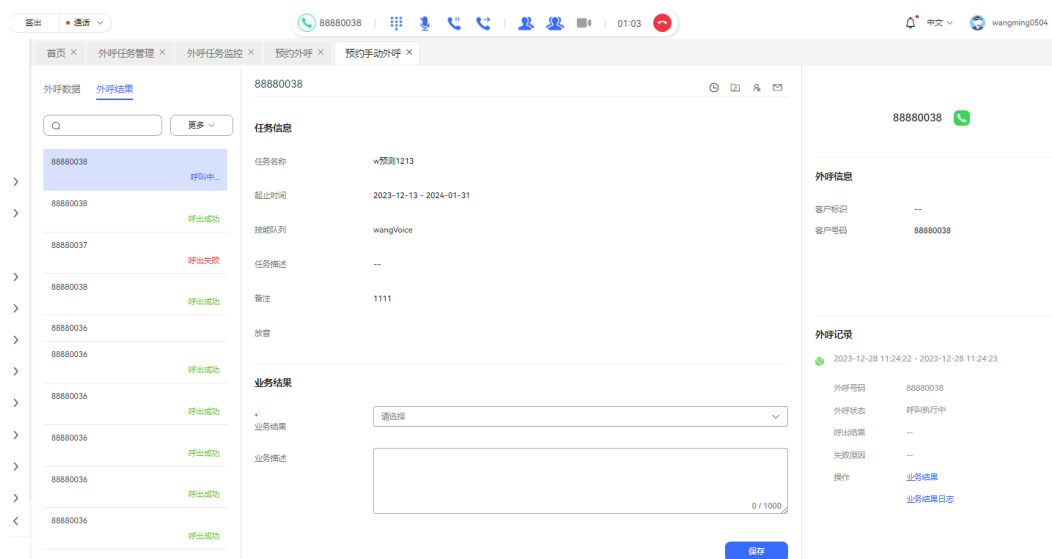 签出 通话 88880038 01:03 中文 wangming0504
首页 外呼任务管理 外呼任务监控 预约外呼 预约手动外呼
外呼数据 外呼结果
更多
88880038
呼叫中...
88880038
呼出成功
88880037
呼出失败
88880038
呼出成功
88880036
88880036
呼出成功
88880036
呼出成功
88880036
呼出成功
88880036
呼出成功
88880036
呼出成功
88880038
任务信息
任务名称 w预测1213
起止时间 2023-12-13 - 2024-01-31
技能队列 wangVoice
任务描述 --
备注 1111
放音
业务结果
* 业务结果 请选择
业务描述
0 / 1000
保存
88880038
外呼信息
客户标识 --
客户号码 88880038
外呼记录
2023-12-28 11:24:22 - 2023-12-28 11:24:23
外呼号码 88880038
外呼状态 呼叫执行中
呼出结果 --
失败原因 --
操作 业务结果
业务结果日志